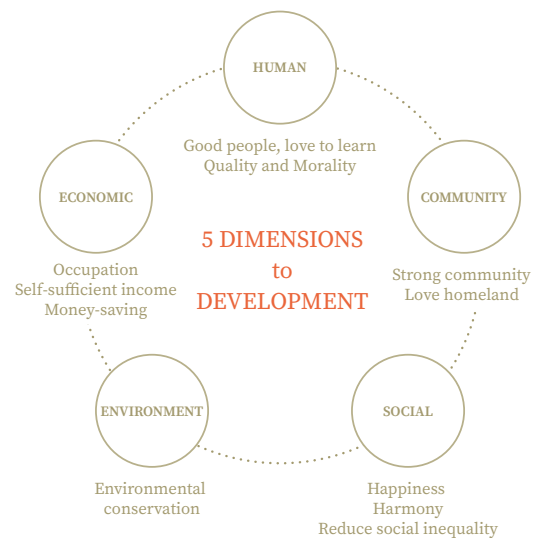 HUMAN
Good people, love to learn
Quality and Morality
ECONOMIC
COMMUNITY
5 DIMENSIONS
to
DEVELOPMENT
Occupation
Self-sufficient income
Money-saving
Strong community
Love homeland
ENVIRONMENT
SOCIAL
Environmental
conservation
Happiness
Harmony
Reduce social inequality